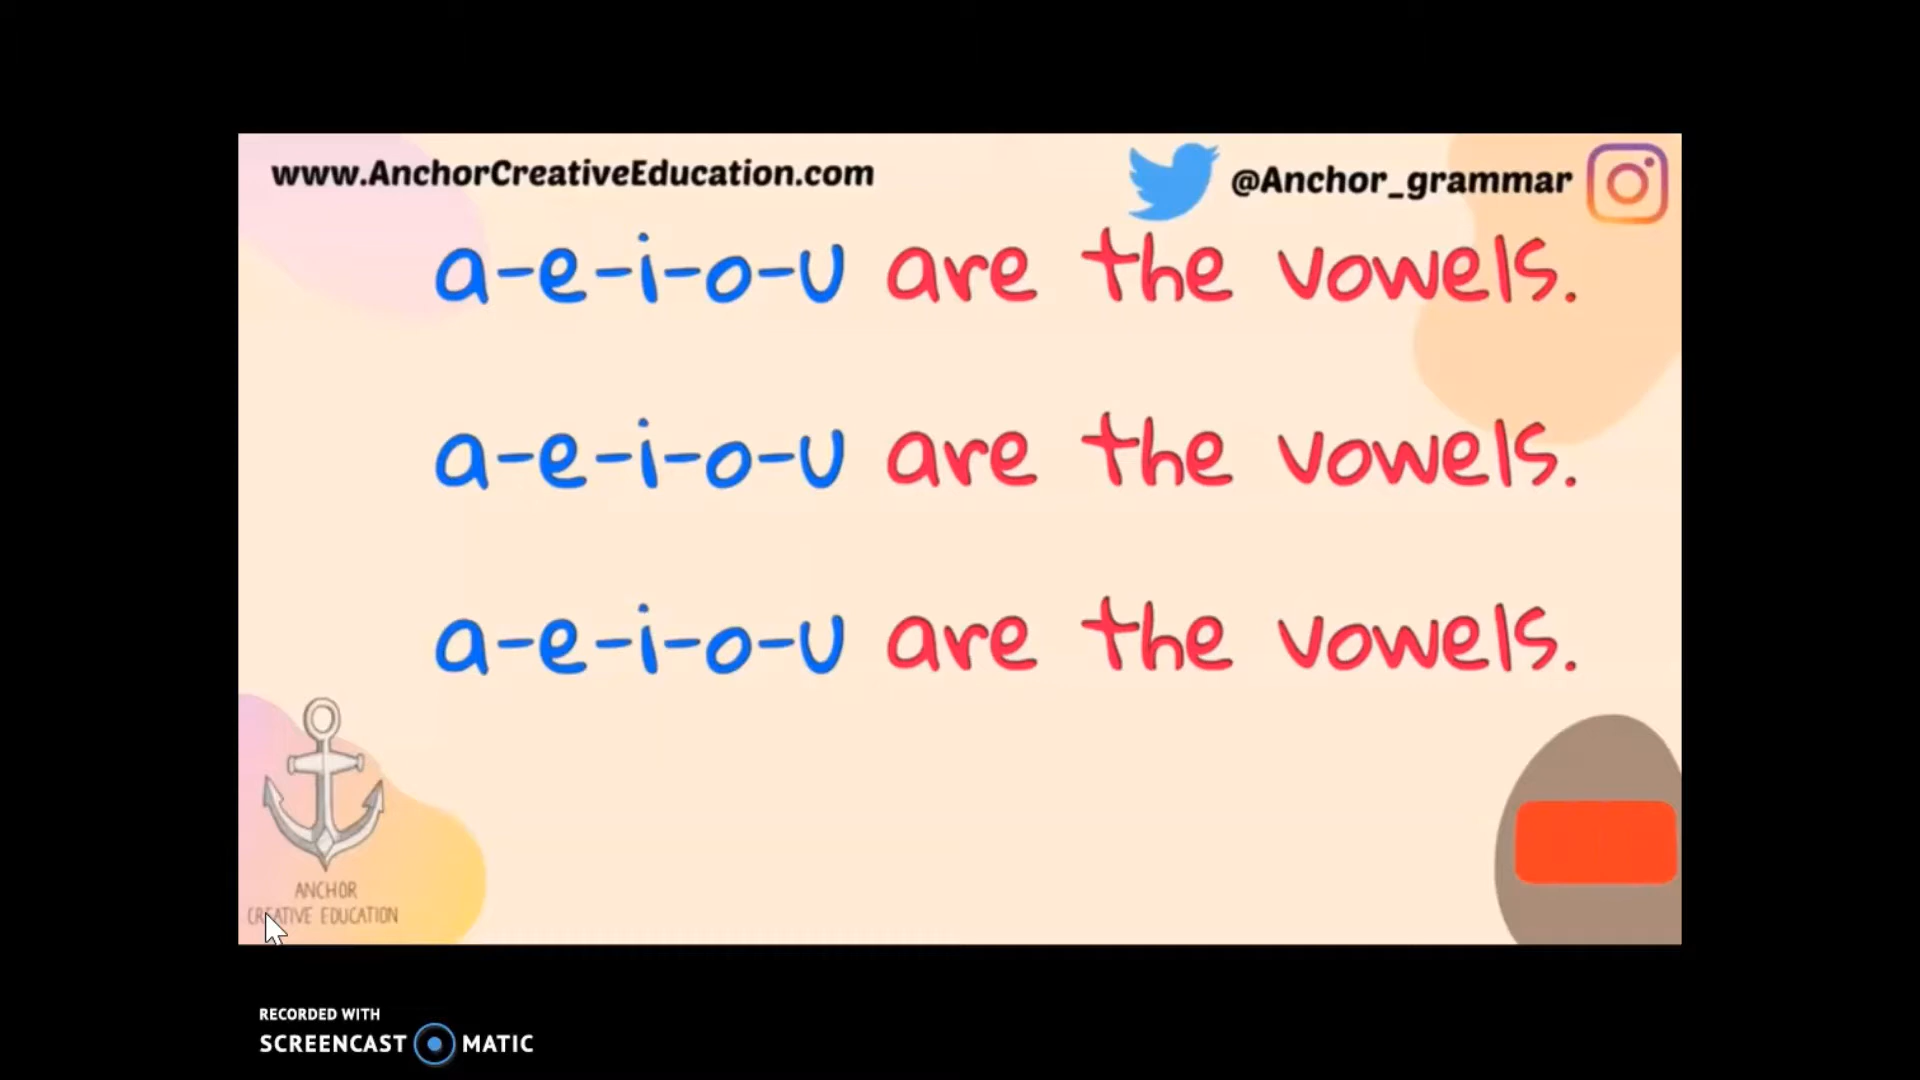 www.AnchorCreativeEducation.com @Anchor_grammar
a-e-i-o-u are the vowels.
a-e-i-o-u are the vowels.
a-e-i-o-u are the vowels.
ANCHOR
CREATIVE EDUCATION
RECORDED WITH
SCREENCAST MATIC